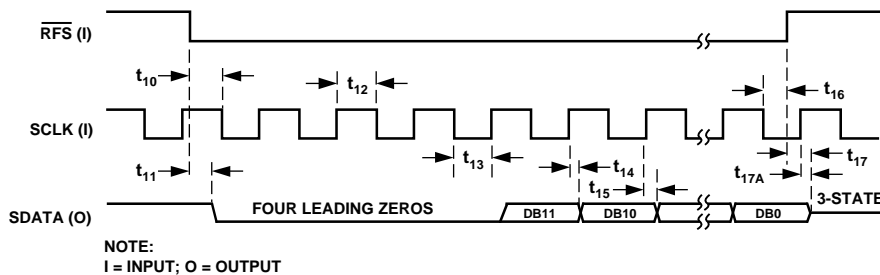 RFS (I)
t10
t12
t16
SCLK (I)
t11
t13
t14
t17
t15
t17A
3-STATE
SDATA (O)
FOUR LEADING ZEROS
DB11
DB10
DB0
NOTE:
I = INPUT; O = OUTPUT